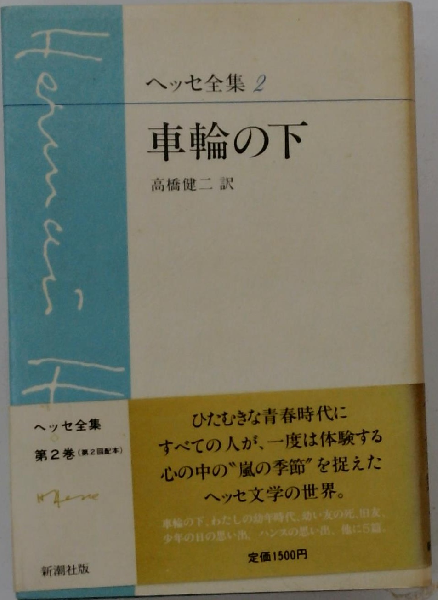 Hermann H
ヘッセ全集 2
車輪の下
高橋健二 訳
ヘッセ全集
第2巻(第2回配本)
H Hesse
新潮社版
ひたむきな青春時代に
すべての人が、一度は体験する
心の中の〝嵐の季節〟を捉えた
ヘッセ文学の世界。
車輪の下、わたしの幼年時代、幼い友の死、旧友、
少年の日の思い出、ハンスの思い出、他に5篇
定価1500円